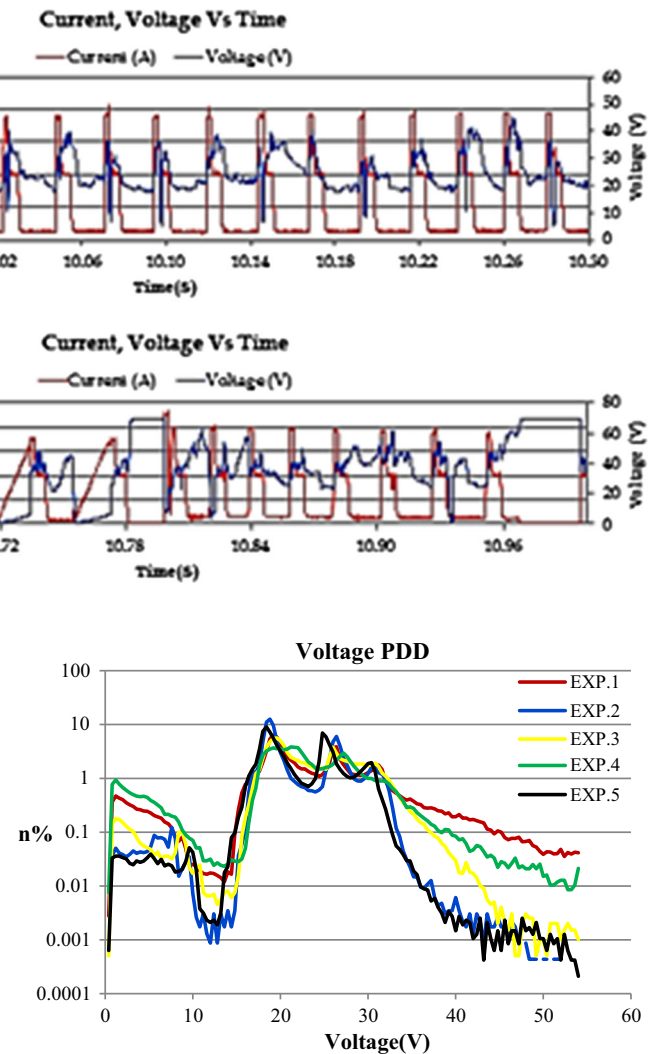 Current, Voltage Vs Time
Current (A) Voltage (V)
60
50
40
30
20
10
0
Voltage (V)
02 10.06 10.10 10.14 10.18 10.22 10.26 10.30
Time(S)
Current, Voltage Vs Time
Current (A) Voltage (V)
80
60
40
20
0
Voltage (V)
.72 10.78 10.84 10.90 10.96
Time(S)
Voltage PDD
100
10
1
0.1
0.01
0.001
0.0001
n%
EXP.1
EXP.2
EXP.3
EXP.4
EXP.5
0 10 20 30 40 50 60
Voltage(V)